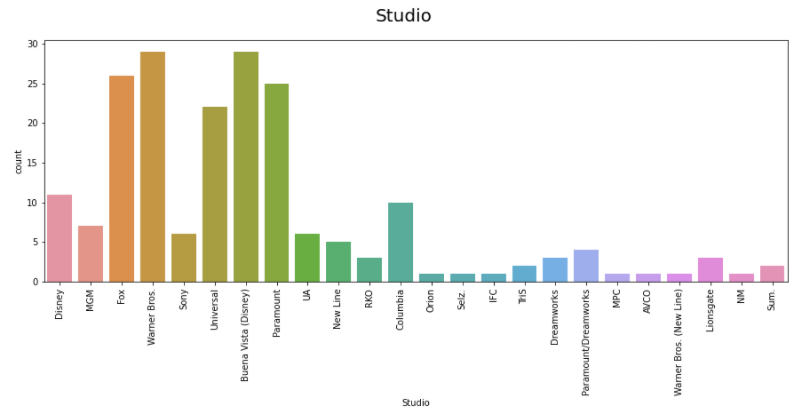 Studio
count
30
25
20
15
10
5
0
Disney
MGM
Fox
Warner Bros.
Sony
Universal
Buena Vista (Disney)
Paramount
UA
New Line
RKO
Columbia
Orion
Selz.
IFC
TriS
Dreamworks
Paramount/Dreamworks
MPC
AVCO
Warner Bros. (New Line)
Lionsgate
NM
Sum.
Studio